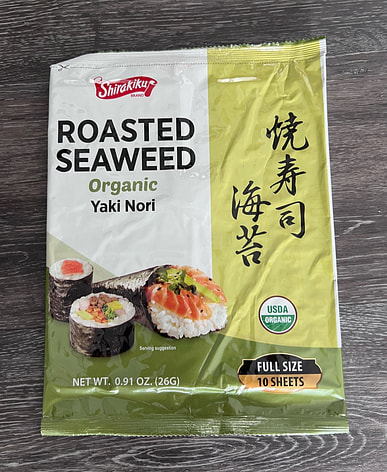 Shirakiku
BRAND
ROASTED
SEAWEED
Organic
Yaki Nori
焼寿司
海苔
USDA
ORGANIC
Serving suggestion
FULL SIZE
10 SHEETS
NET WT. 0.91 OZ. (26G)